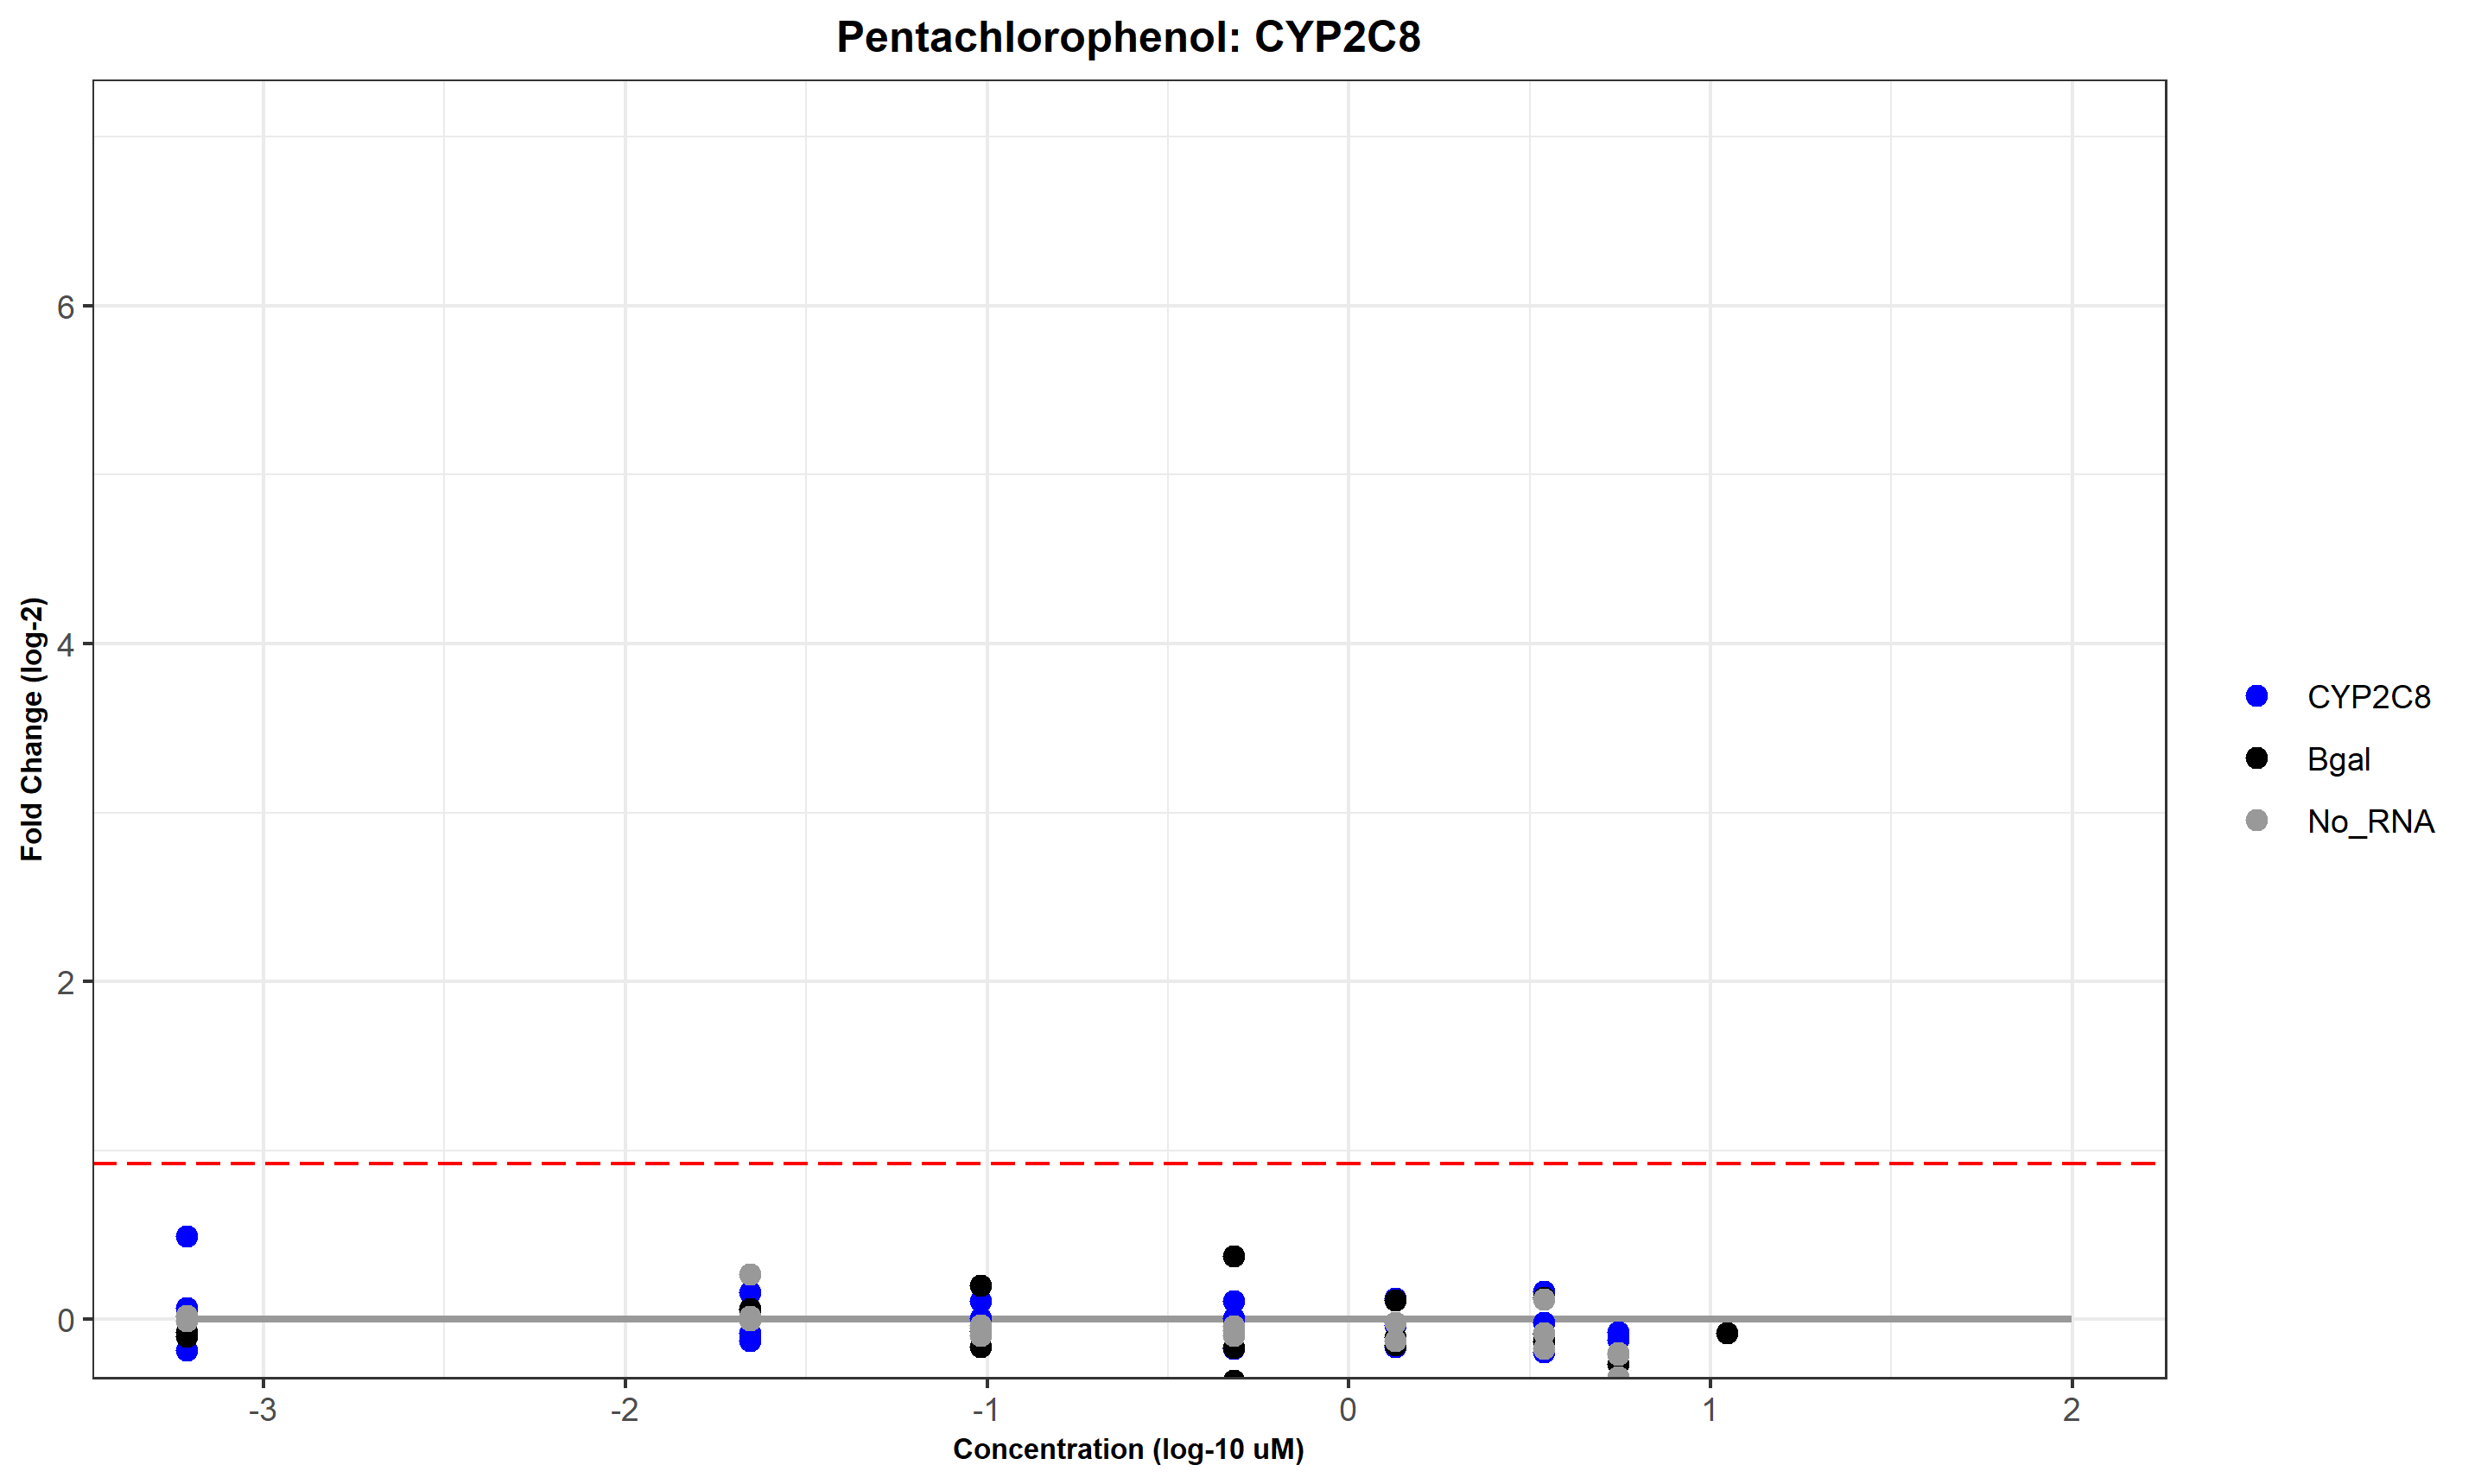 Pentachlorophenol: CYP2C8
Fold Change (log-2)
6
4
2
0
-3
-2
-1
0
1
2
Concentration (log-10 uM)
CYP2C8
Bgal
No_RNA